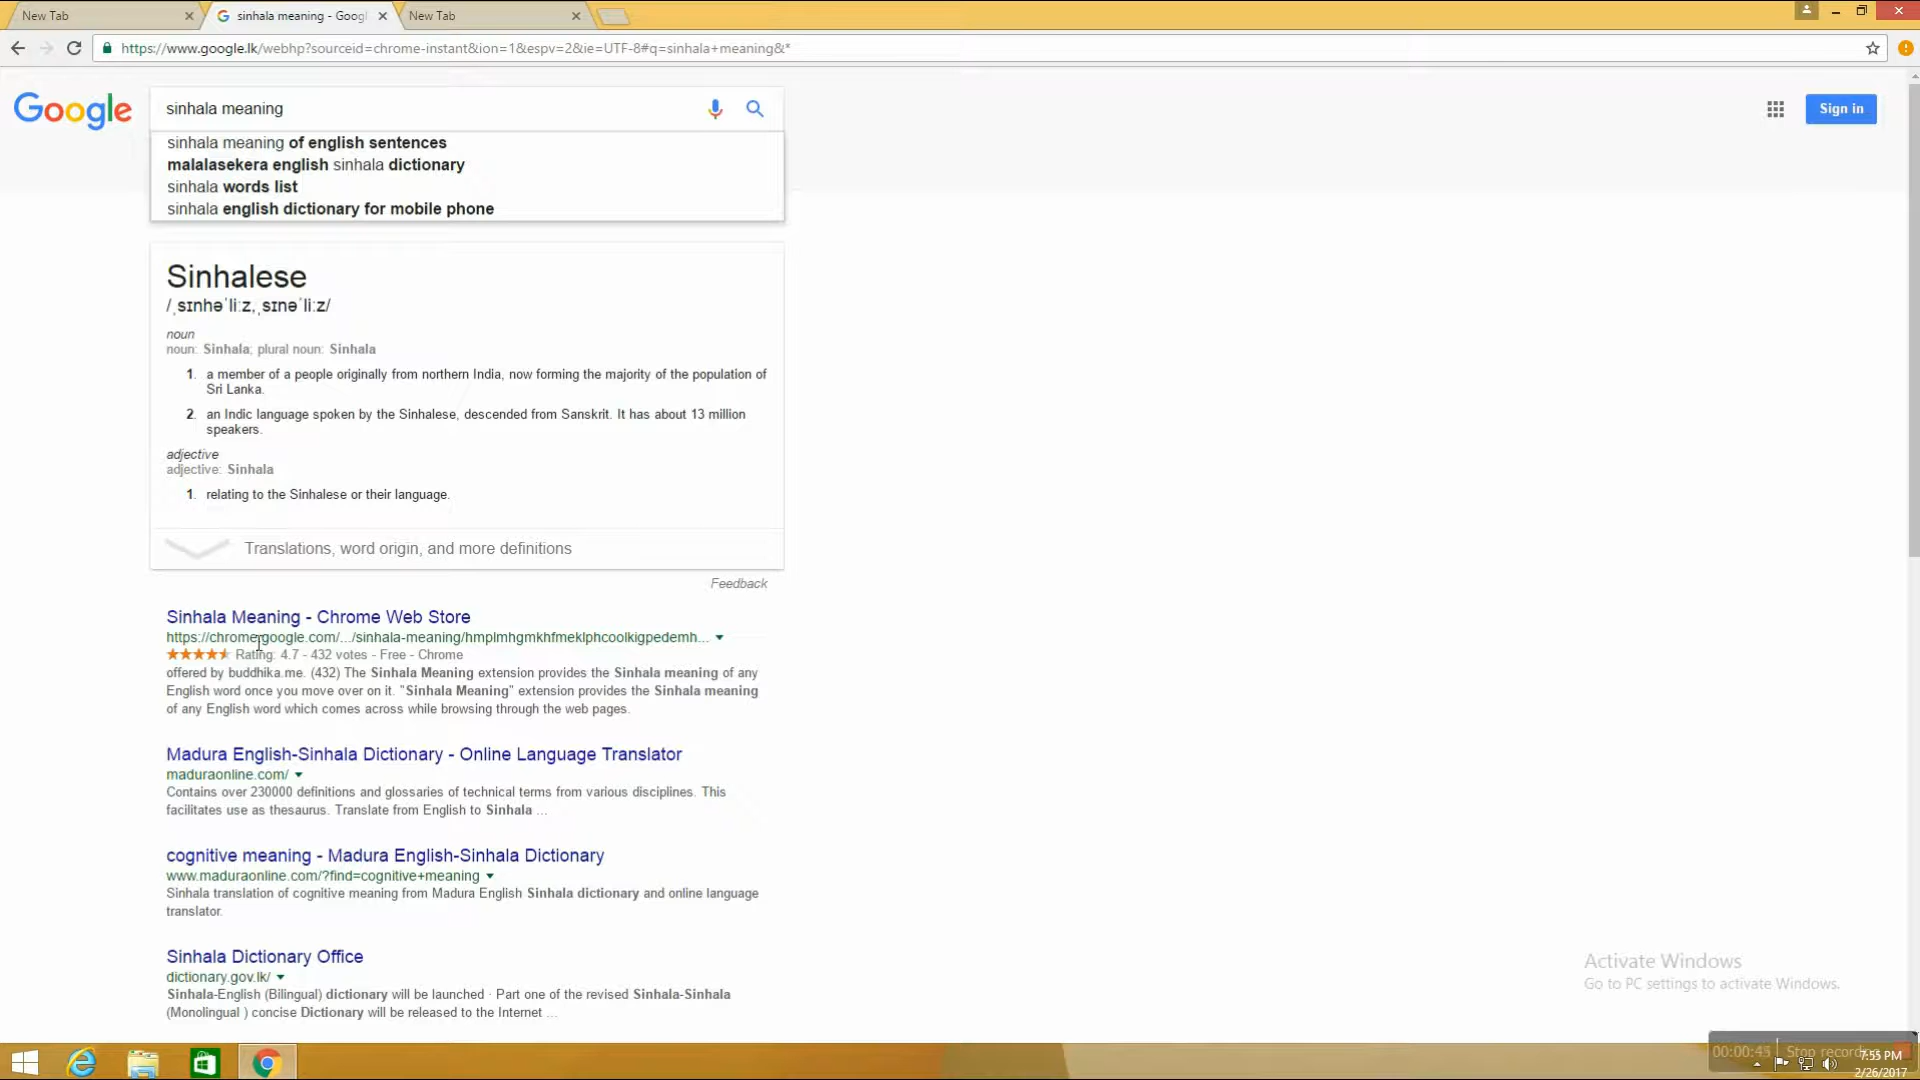 New Tab
sinhala meaning - Goog
New Tab
https://www.google.lk/webhp?sourceid=chrome-instant&ion=1&espv=2&ie=UTF-8#q=sinhala+meaning&*
Google
sinhala meaning
Sign in
sinhala meaning of english sentences
malalasekera english sinhala dictionary
sinhala words list
sinhala english dictionary for mobile phone
Sinhalese
/ˌsɪnhəˈliːz,ˌsɪnəˈliːz/
noun
noun: Sinhala; plural noun: Sinhala
1. a member of a people originally from northern India, now forming the majority of the population of
Sri Lanka.
2. an Indic language spoken by the Sinhalese, descended from Sanskrit. It has about 13 million
speakers.
adjective
adjective: Sinhala
1. relating to the Sinhalese or their language.
Translations, word origin, and more definitions
Feedback
Sinhala Meaning - Chrome Web Store
https://chrome.google.com/.../sinhala-meaning/hmplmhgmkhfmeklphcoolkigpedemh...
Rating: 4.7 - 432 votes - Free - Chrome
offered by buddhika.me. (432) The Sinhala Meaning extension provides the Sinhala meaning of any
English word once you move over on it. "Sinhala Meaning" extension provides the Sinhala meaning
of any English word which comes across while browsing through the web pages.
Madura English-Sinhala Dictionary - Online Language Translator
maduraonline.com/
Contains over 230000 definitions and glossaries of technical terms from various disciplines. This
facilitates use as thesaurus. Translate from English to Sinhala ...
cognitive meaning - Madura English-Sinhala Dictionary
www.maduraonline.com/?find=cognitive+meaning
Sinhala translation of cognitive meaning from Madura English Sinhala dictionary and online language
translator.
Sinhala Dictionary Office
dictionary.gov.lk/
Sinhala-English (Bilingual) dictionary will be launched · Part one of the revised Sinhala-Sinhala
(Monolingual ) concise Dictionary will be released to the Internet ...
Activate Windows
Go to PC settings to activate Windows.
00:00:45 Stop recording
7:55 PM
2/26/2017